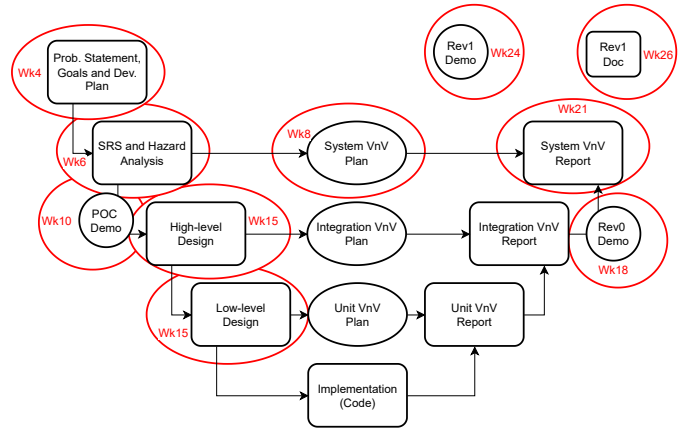 Wk4
Prob. Statement,
Goals and Dev.
Plan
Rev1
Demo
Wk24
Rev1
Doc
Wk26
Wk6
SRS and Hazard
Analysis
Wk8
System VnV
Plan
Wk21
System VnV
Report
Wk10
POC
Demo
High-level
Design
Wk15
Integration VnV
Plan
Integration VnV
Report
Rev0
Demo
Wk18
Wk15
Low-level
Design
Unit VnV
Plan
Unit VnV
Report
Implementation
(Code)